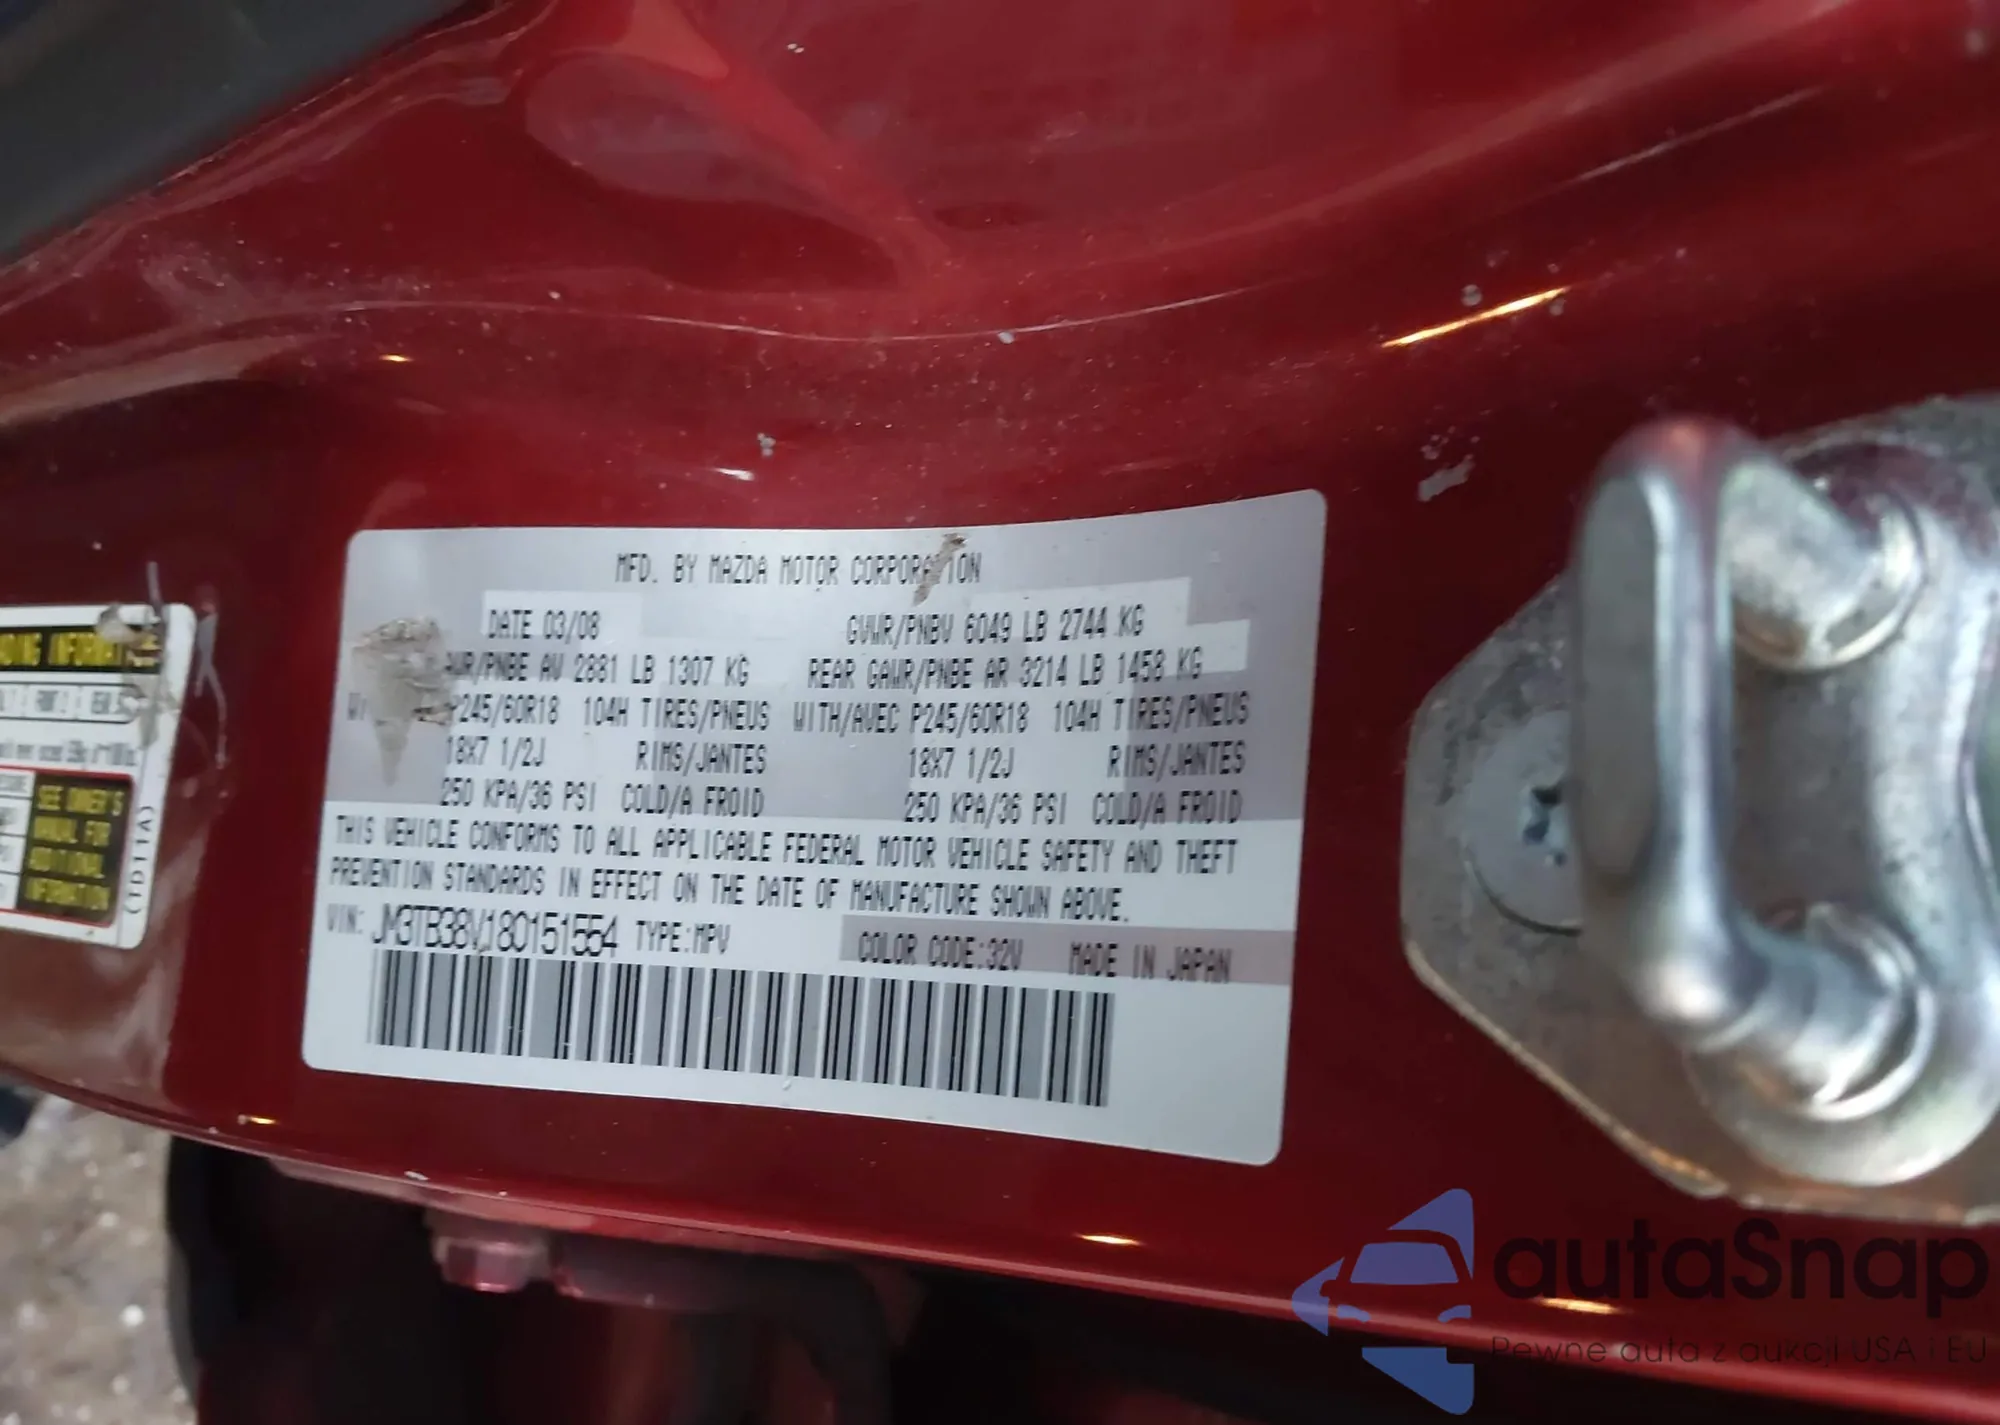 MFD. BY MAZDA MOTOR CORPORATION
DATE 03/08 GVWR/PNBV 6049 LB 2744 KG
AWR/PNBE AV 2881 LB 1307 KG REAR GAWR/PNBE AR 3214 LB 1458 KG
P245/60R18 104H TIRES/PNEUS WITH/AVEC P245/60R18 104H TIRES/PNEUS
18X7 1/2J RIMS/JANTES 18X7 1/2J RIMS/JANTES
250 KPA/36 PSI COLD/A FROID 250 KPA/36 PSI COLD/A FROID
THIS VEHICLE CONFORMS TO ALL APPLICABLE FEDERAL MOTOR VEHICLE SAFETY AND THEFT
PREVENTION STANDARDS IN EFFECT ON THE DATE OF MANUFACTURE SHOWN ABOVE.
VIN: JM3TB38V180151554 TYPE:MPV COLOR CODE:32V MADE IN JAPAN
SEE OWNER'S
MANUAL FOR
ADDITIONAL
INFORMATION
(TD11A)
autaSnap
Pewne auta z aukcji USA i EU